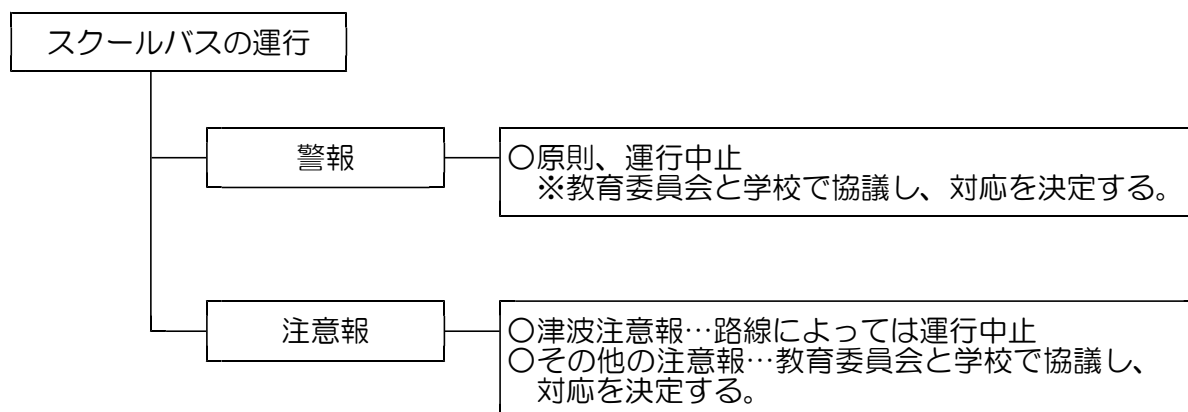 スクールバスの運行
警報
○原則、運行中止
※教育委員会と学校で協議し、対応を決定する。
注意報
○津波注意報…路線によっては運行中止
○その他の注意報…教育委員会と学校で協議し、
対応を決定する。